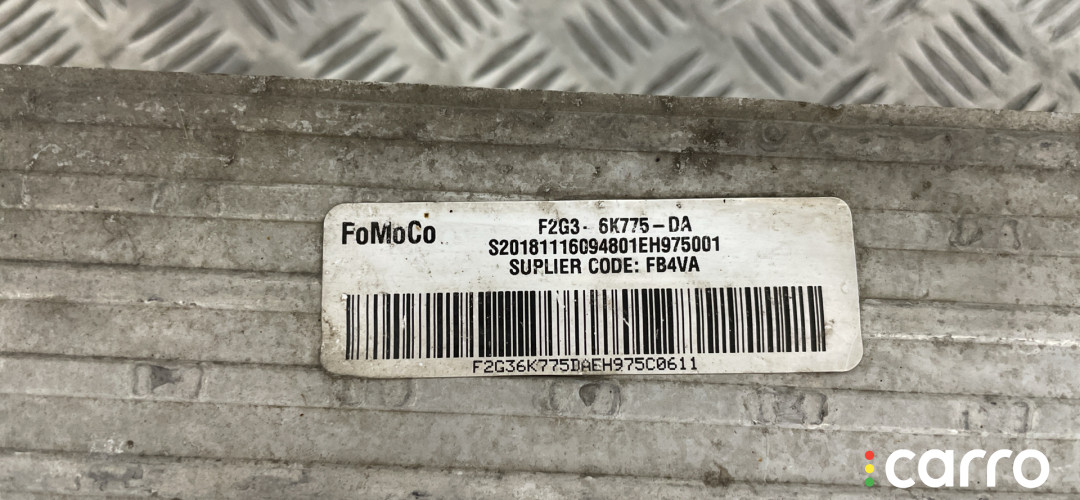 FoMoCo
F2G3- 6K775-DA
S20181116094801EH975001
SUPLIER CODE: FB4VA
F2G36K775DAEH975C0611
carro